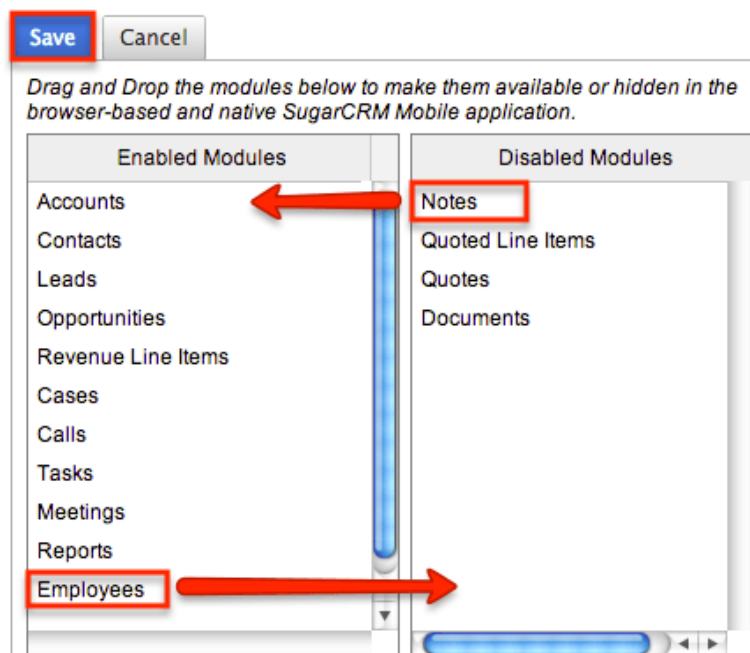 Save Cancel
Drag and Drop the modules below to make them available or hidden in the
browser-based and native SugarCRM Mobile application.
Enabled Modules
Accounts
Contacts
Leads
Opportunities
Revenue Line Items
Cases
Calls
Tasks
Meetings
Reports
Employees
Disabled Modules
Notes
Quoted Line Items
Quotes
Documents